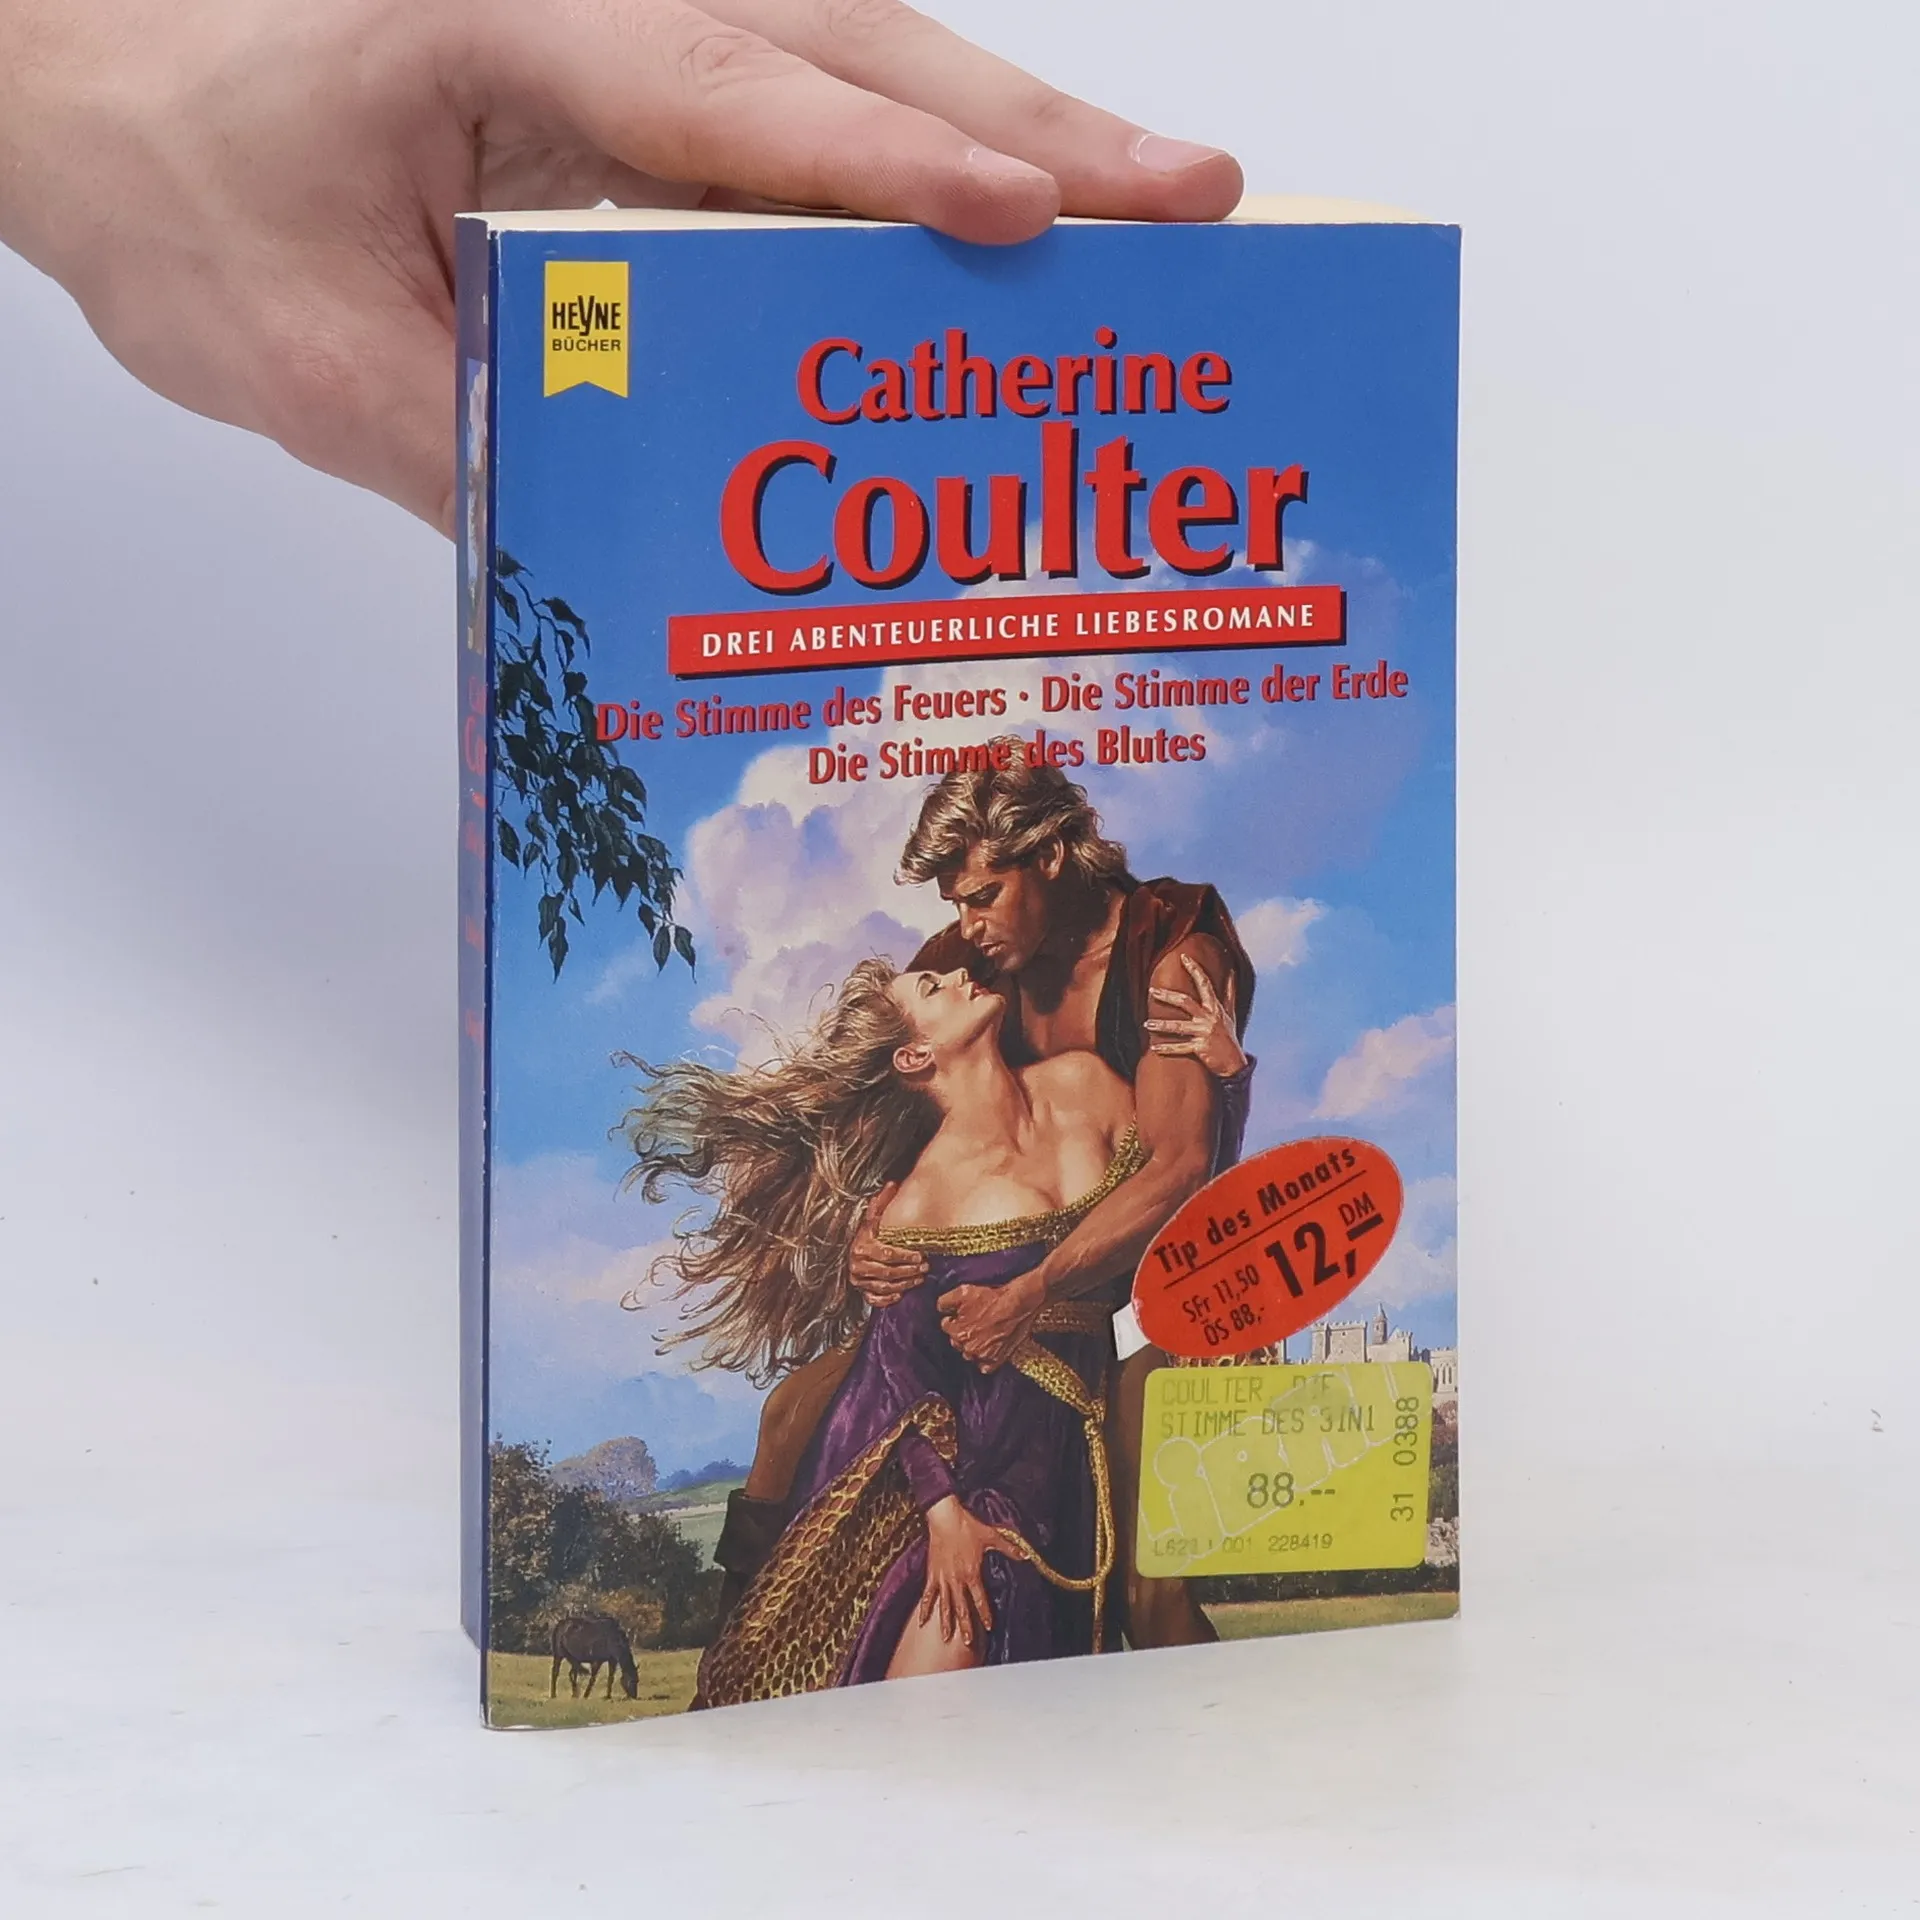 HEYNE
BÜCHER
Catherine
Coulter
DREI ABENTEUERLICHE LIEBESROMANE
Die Stimme des Feuers · Die Stimme der Erde
Die Stimme des Blutes
Tip des Monats
SFr 11,50
ÖS 88,-
12,- DM
COULTER, DIE
STIMME DES 3IN1
88.--
001 228419
31 0388